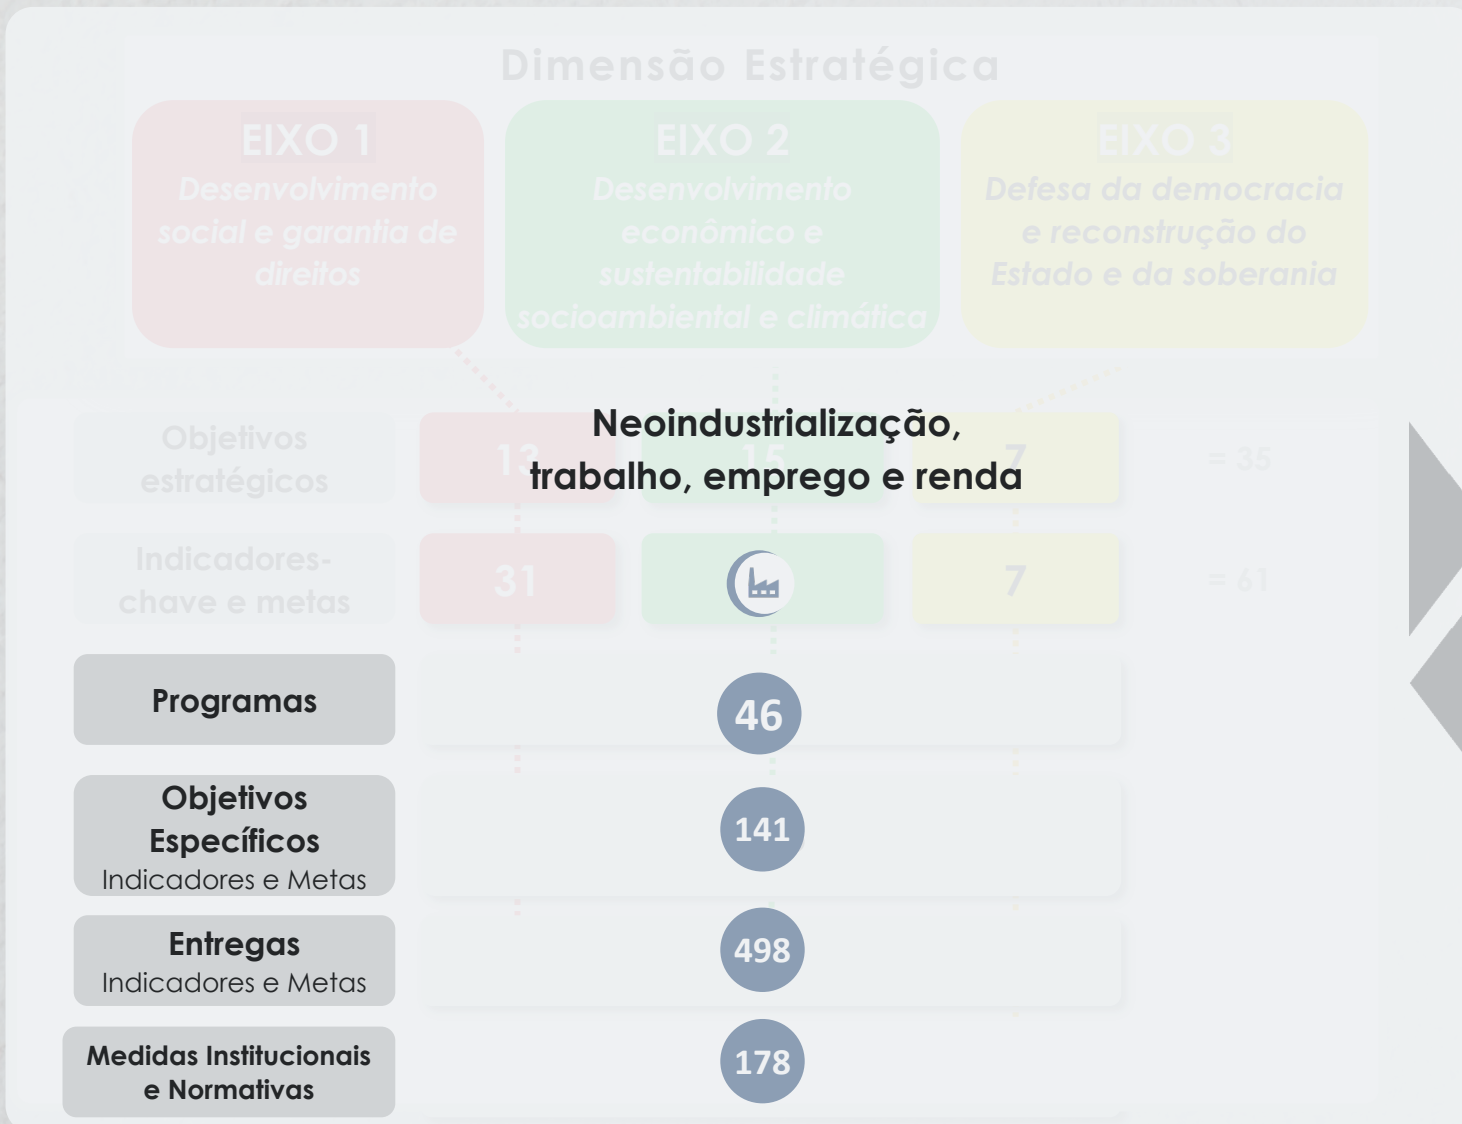 Dimensão Estratégica
EIXO 1
Desenvolvimento
social e garantia de
direitos
EIXO 2
Desenvolvimento
econômico e
sustentabilidade
socioambiental e climática
EIXO 3
Defesa da democracia
e reconstrução do
Estado e da soberania
Neoindustrialização,
trabalho, emprego e renda
Objetivos
estratégicos
13
15
7
= 35
Indicadores-
chave e metas
31
7
= 61
Programas
46
Objetivos
Específicos
Indicadores e Metas
141
Entregas
Indicadores e Metas
498
Medidas Institucionais
e Normativas
178